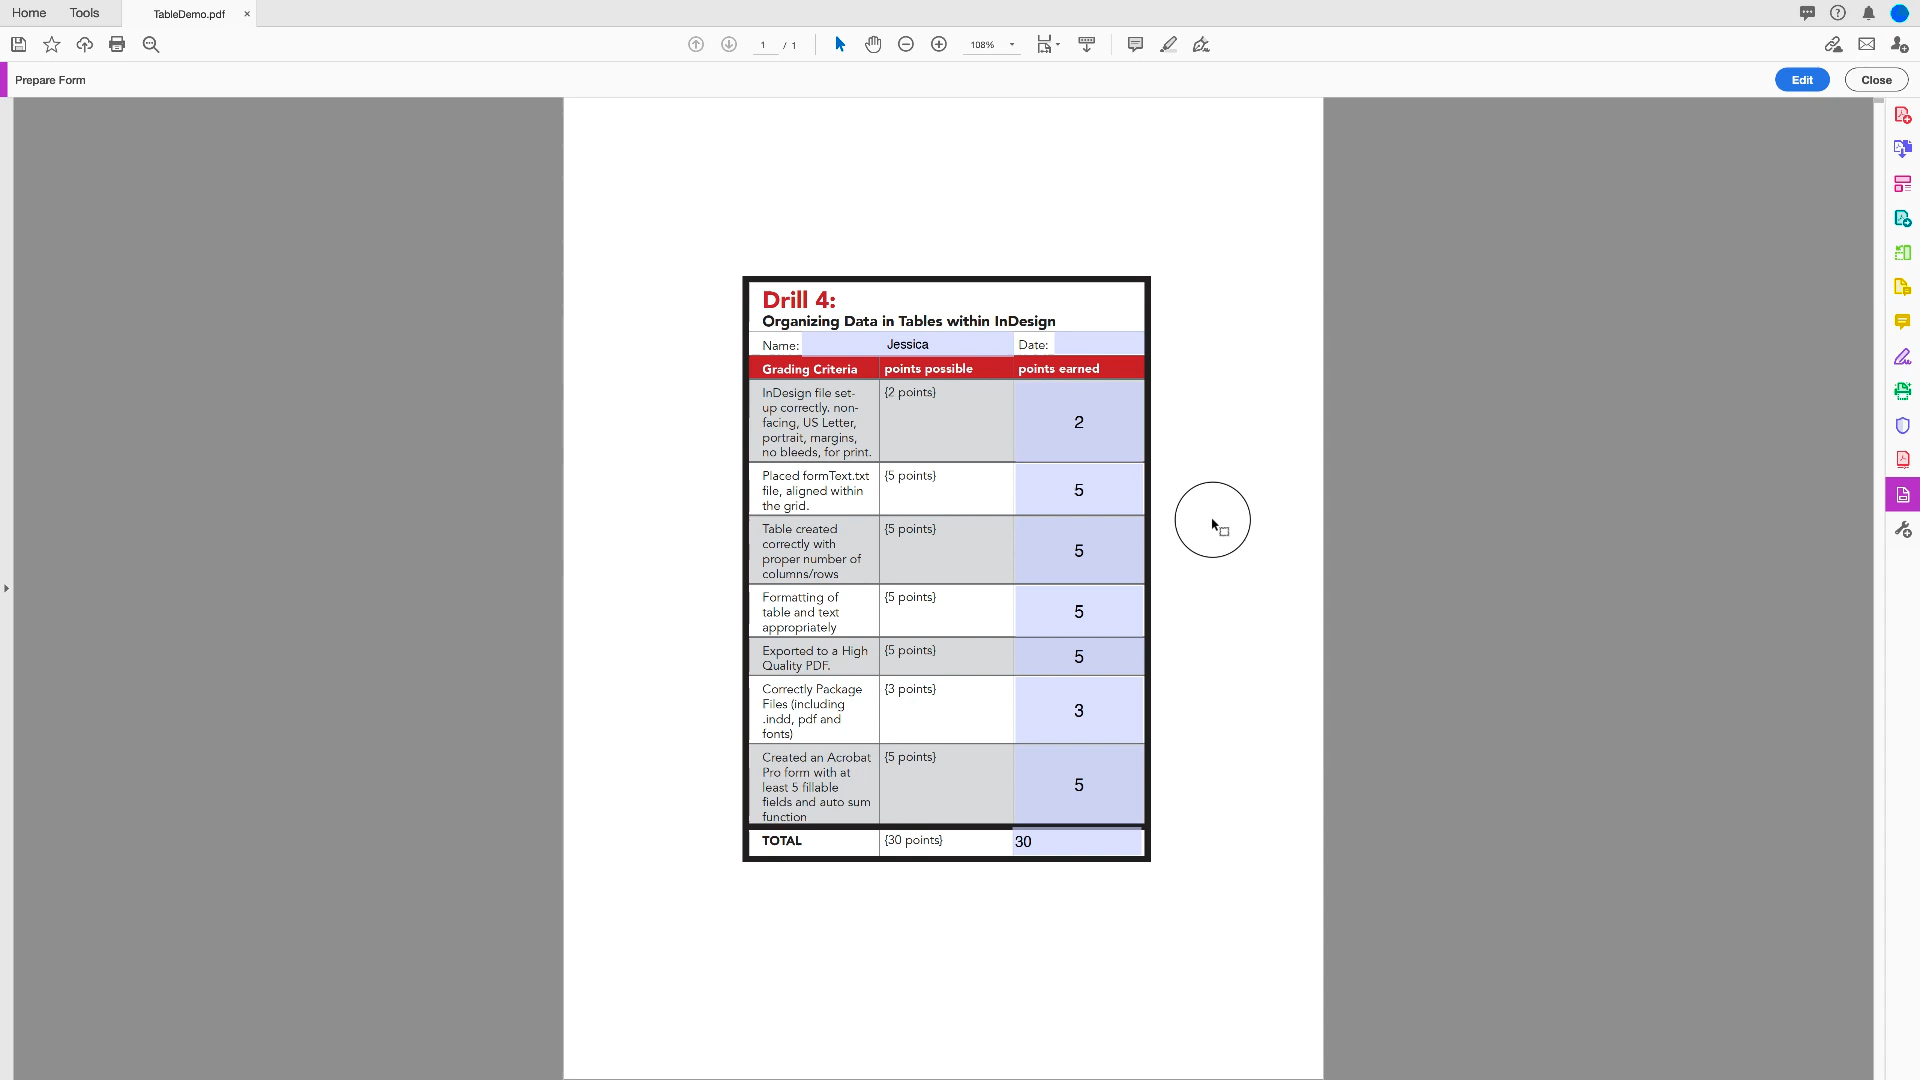 Home
Tools
TableDemo.pdf
1 / 1
108%
Prepare Form
Edit
Close
Drill 4:
Organizing Data in Tables within InDesign
Name: Jessica Date:
Grading Criteria points possible points earned
InDesign file set-
up correctly. non-
facing, US Letter,
portrait, margins,
no bleeds, for print.
{2 points}
2
Placed formText.txt
file, aligned within
the grid.
{5 points}
5
Table created
correctly with
proper number of
columns/rows
{5 points}
5
Formatting of
table and text
appropriately
{5 points}
5
Exported to a High
Quality PDF.
{5 points}
5
Correctly Package
Files (including
.indd, pdf and
fonts)
{3 points}
3
Created an Acrobat
Pro form with at
least 5 fillable
fields and auto sum
function
{5 points}
5
TOTAL {30 points} 30